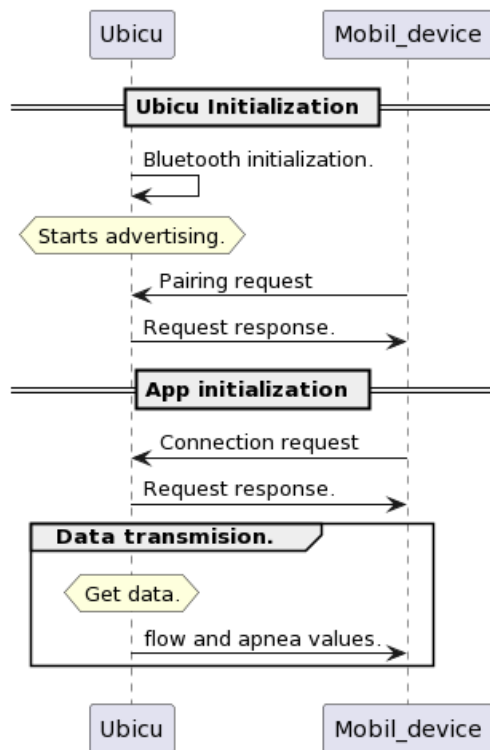 Ubicu Mobil_device
Ubicu Initialization
Bluetooth initialization.
Starts advertising.
Pairing request
Request response.
App initialization
Connection request
Request response.
Data transmision.
Get data.
flow and apnea values.
Ubicu Mobil_device